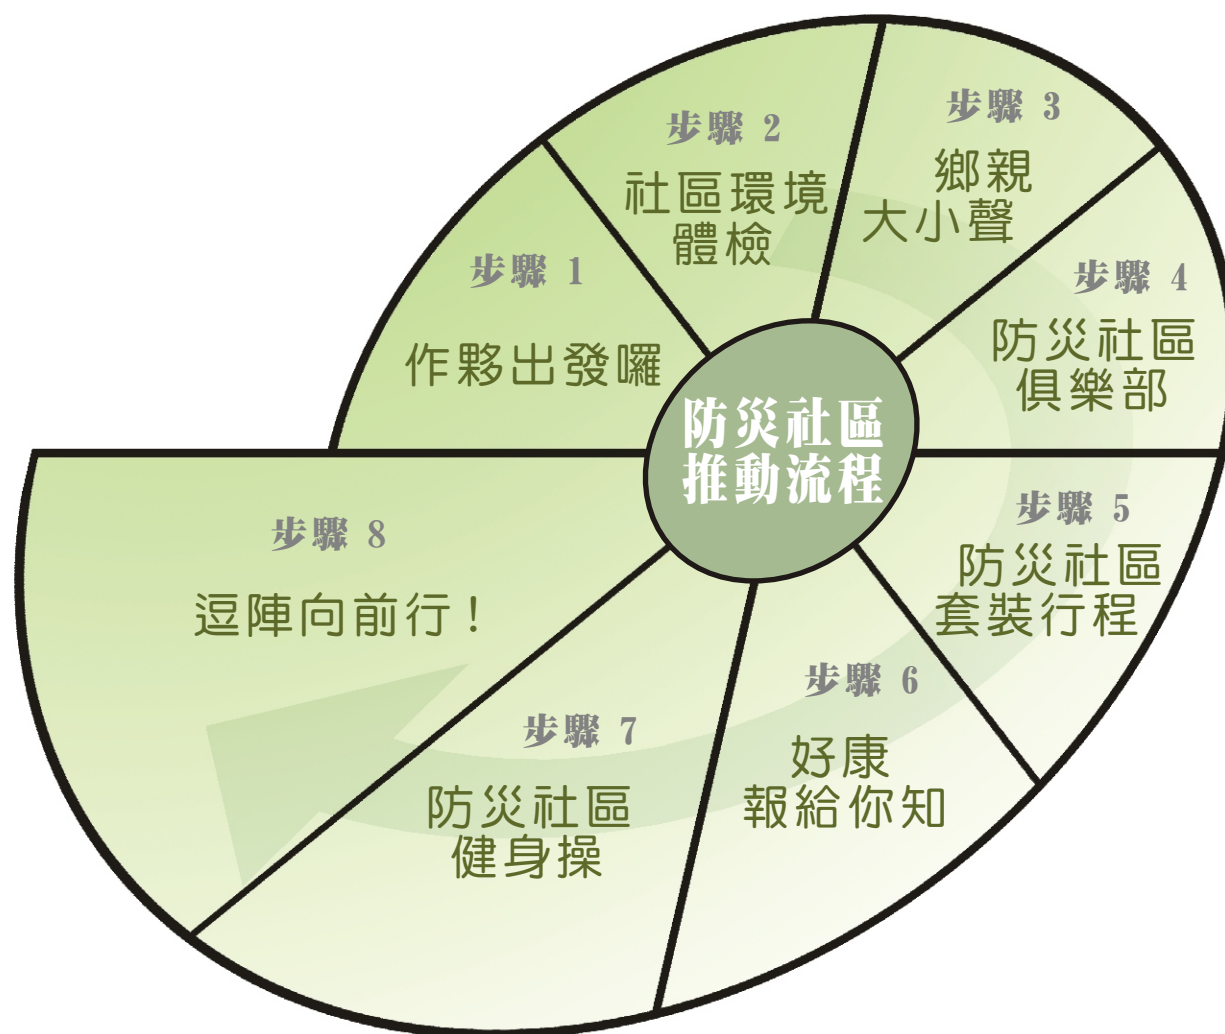 防災社區
推動流程
步驟 1
作夥出發囉
步驟 2
社區環境
體檢
步驟 3
鄉親
大小聲
步驟 4
防災社區
俱樂部
步驟 5
防災社區
套裝行程
步驟 6
好康
報給你知
步驟 7
防災社區
健身操
步驟 8
逗陣向前行!